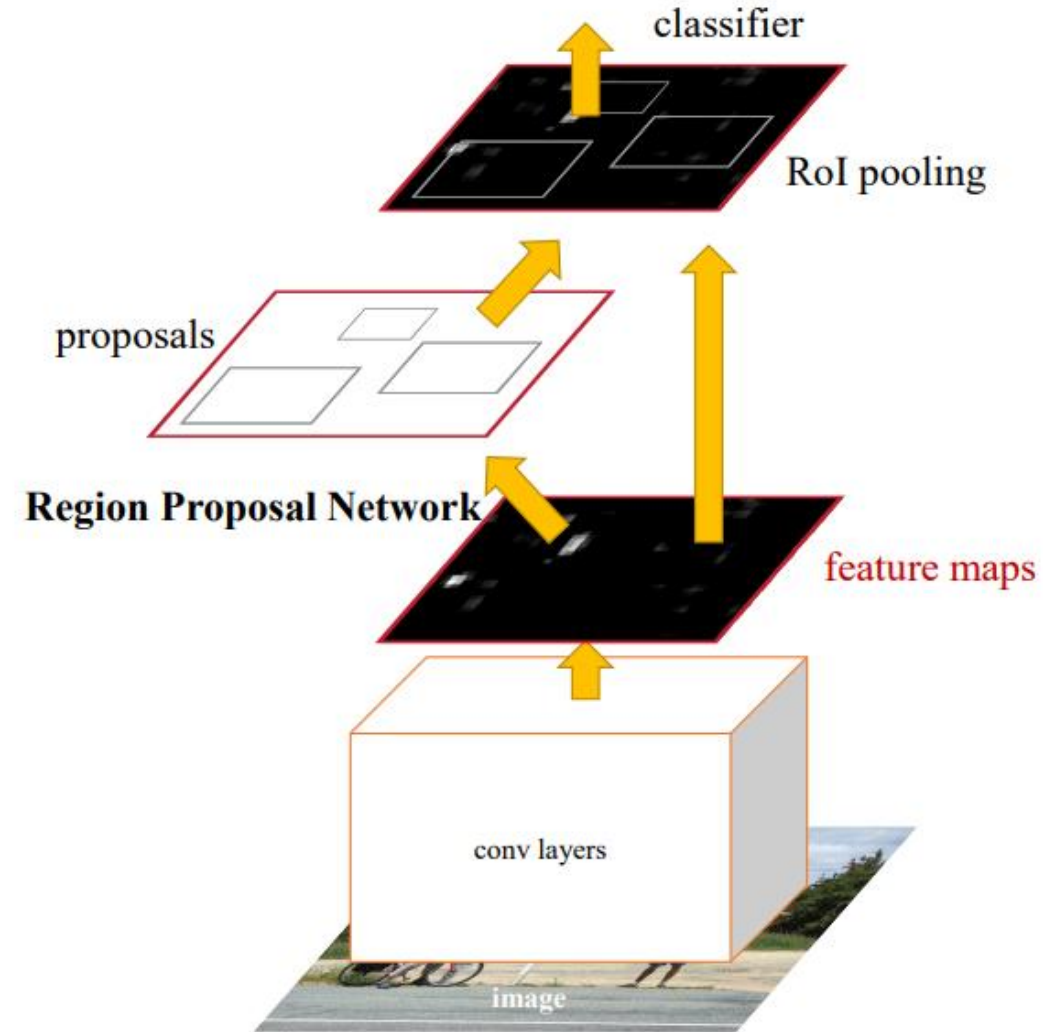 classifier
RoI pooling
proposals
Region Proposal Network
feature maps
conv layers
image